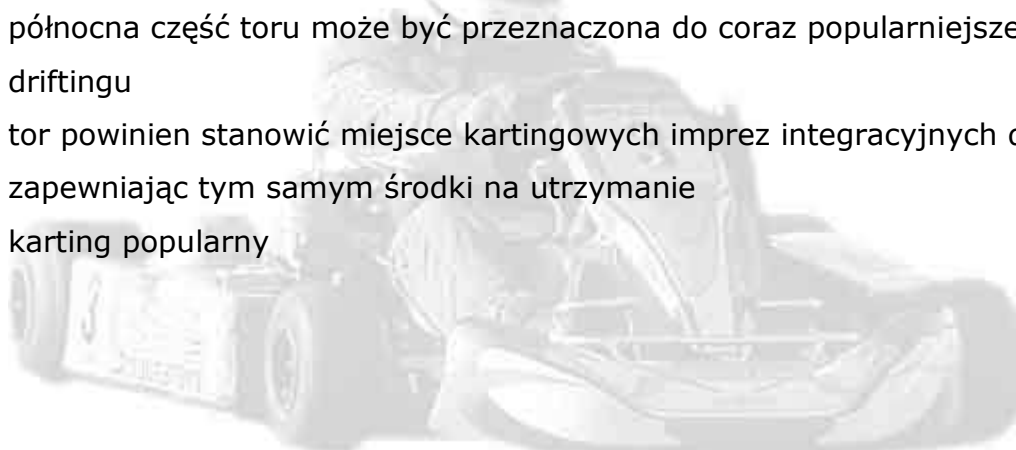 północna część toru może być przeznaczona do coraz popularniejsze
driftingu
tor powinien stanowić miejsce kartingowych imprez integracyjnych
zapewniając tym samym środki na utrzymanie
karting popularny
3